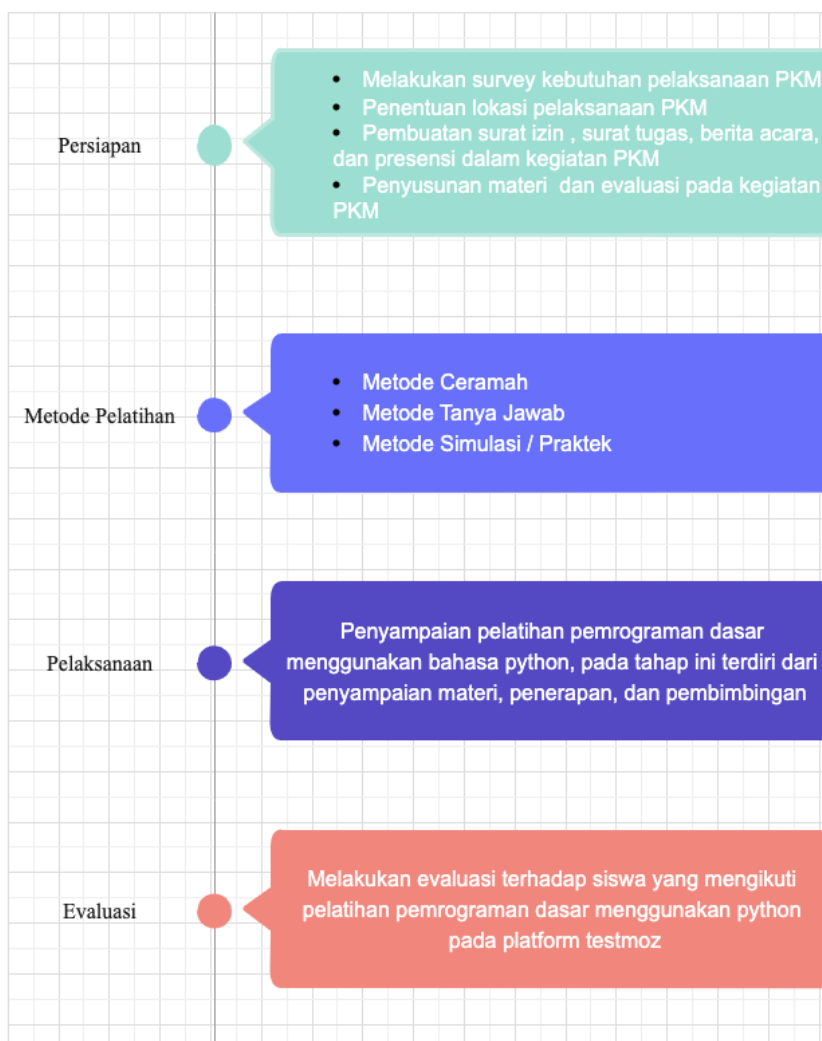 Persiapan
• Melakukan survey kebutuhan pelaksanaan PKM
• Penentuan lokasi pelaksanaan PKM
• Pembuatan surat izin , surat tugas, berita acara,
dan presensi dalam kegiatan PKM
• Penyusunan materi dan evaluasi pada kegiatan
PKM
Metode Pelatihan
• Metode Ceramah
• Metode Tanya Jawab
• Metode Simulasi / Praktek
Pelaksanaan
Penyampaian pelatihan pemrograman dasar
menggunakan bahasa python, pada tahap ini terdiri dari
penyampaian materi, penerapan, dan pembimbingan
Evaluasi
Melakukan evaluasi terhadap siswa yang mengikuti
pelatihan pemrograman dasar menggunakan python
pada platform testmoz